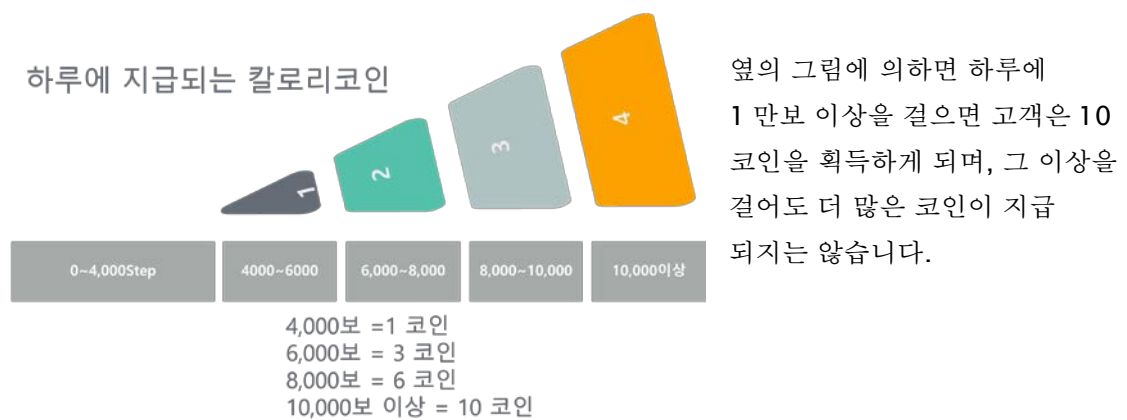 하루에 지급되는 칼로리코인
1
2
3
4
0~4,000Step
4000~6000
6,000~8,000
8,000~10,000
10,000이상
4,000보 =1 코인
6,000보 = 3 코인
8,000보 = 6 코인
10,000보 이상 = 10 코인
옆의 그림에 의하면 하루에
1 만보 이상을 걸으면 고객은 10
코인을 획득하게 되며, 그 이상을
걸어도 더 많은 코인이 지급
되지는 않습니다.